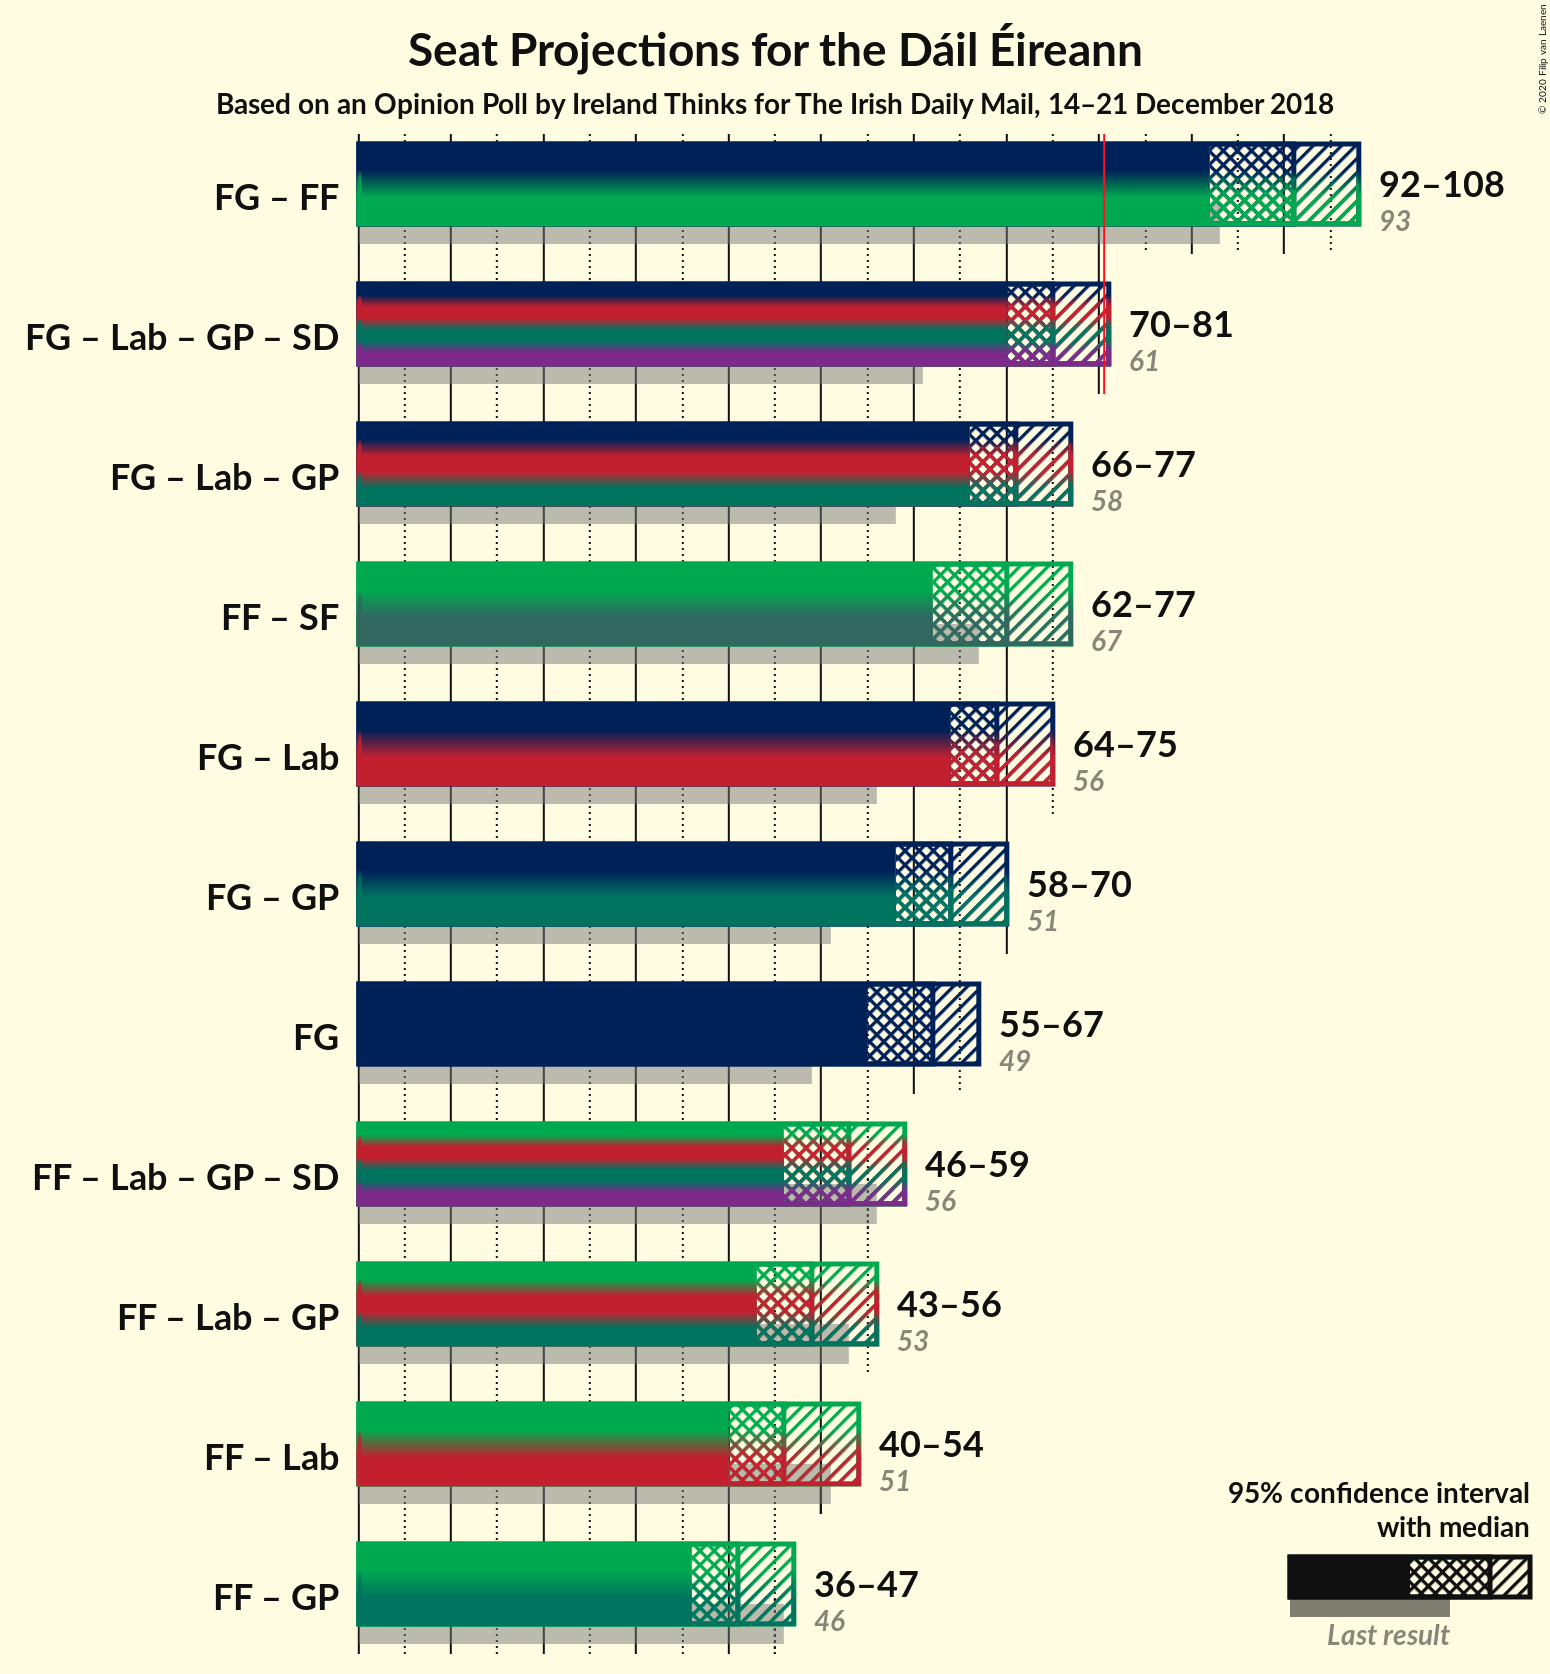 Seat Projections for the Dáil Éireann
Based on an Opinion Poll by Ireland Thinks for The Irish Daily Mail, 14–21 December 2018
© 2020 Filip van Laenen
FG – FF
92–108
93
FG – Lab – GP – SD
70–81
61
FG – Lab – GP
66–77
58
FF – SF
62–77
67
FG – Lab
64–75
56
FG – GP
58–70
51
FG
55–67
49
FF – Lab – GP – SD
46–59
56
FF – Lab – GP
43–56
53
FF – Lab
40–54
51
FF – GP
36–47
46
95% confidence interval
with median
Last result